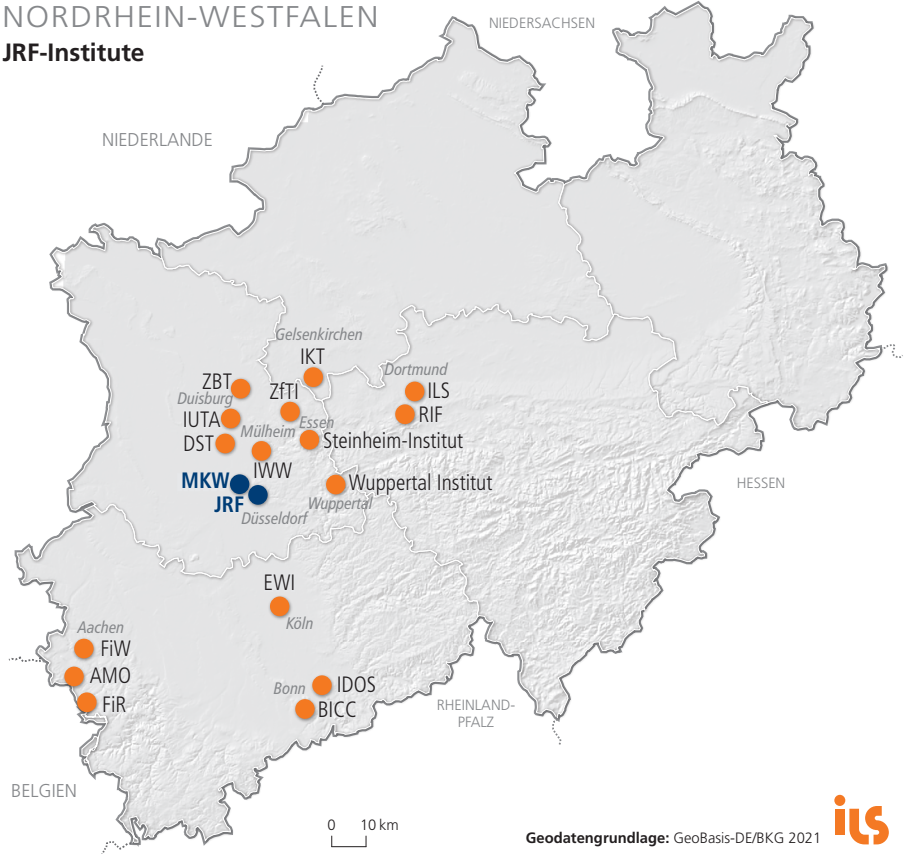 NORDRHEIN-WESTFALEN
JRF-Institute
NIEDERSACHSEN
NIEDERLANDE
Gelsenkirchen
IKT
Dortmund
ILS
RIF
ZBT
Duisburg
ZfTI
IUTA
Essen
Mülheim
DST
Steinheim-Institut
IWW
MKW
JRF
Düsseldorf
Wuppertal Institut
Wuppertal
HESSEN
EWI
Köln
Aachen
FiW
AMO
FiR
Bonn
IDOS
BICC
RHEINLAND-
PFALZ
BELGIEN
0 10 km
Geodatengrundlage: GeoBasis-DE/BKG 2021
ils